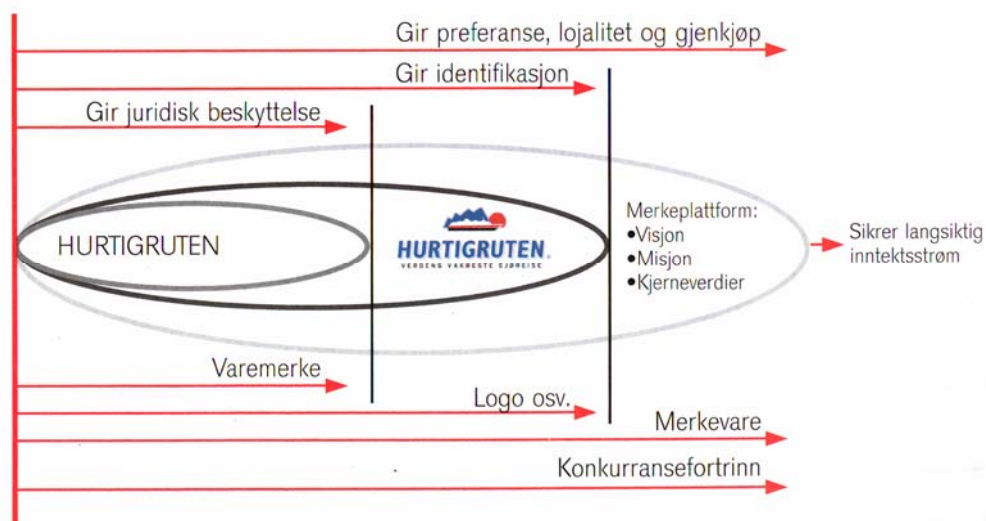 Gir preferanse, lojalitet og gjenkjøp
Gir identifikasjon
Gir juridisk beskyttelse
HURTIGRUTEN
HURTIGRUTEN®
VERDENS VAKRESTE SJØREISE
Merkeplattform:
•Visjon
•Misjon
•Kjerneverdier
Sikrer langsiktig
inntektsstrøm
Varemerke
Logo osv.
Merkevare
Konkurransefortrinn